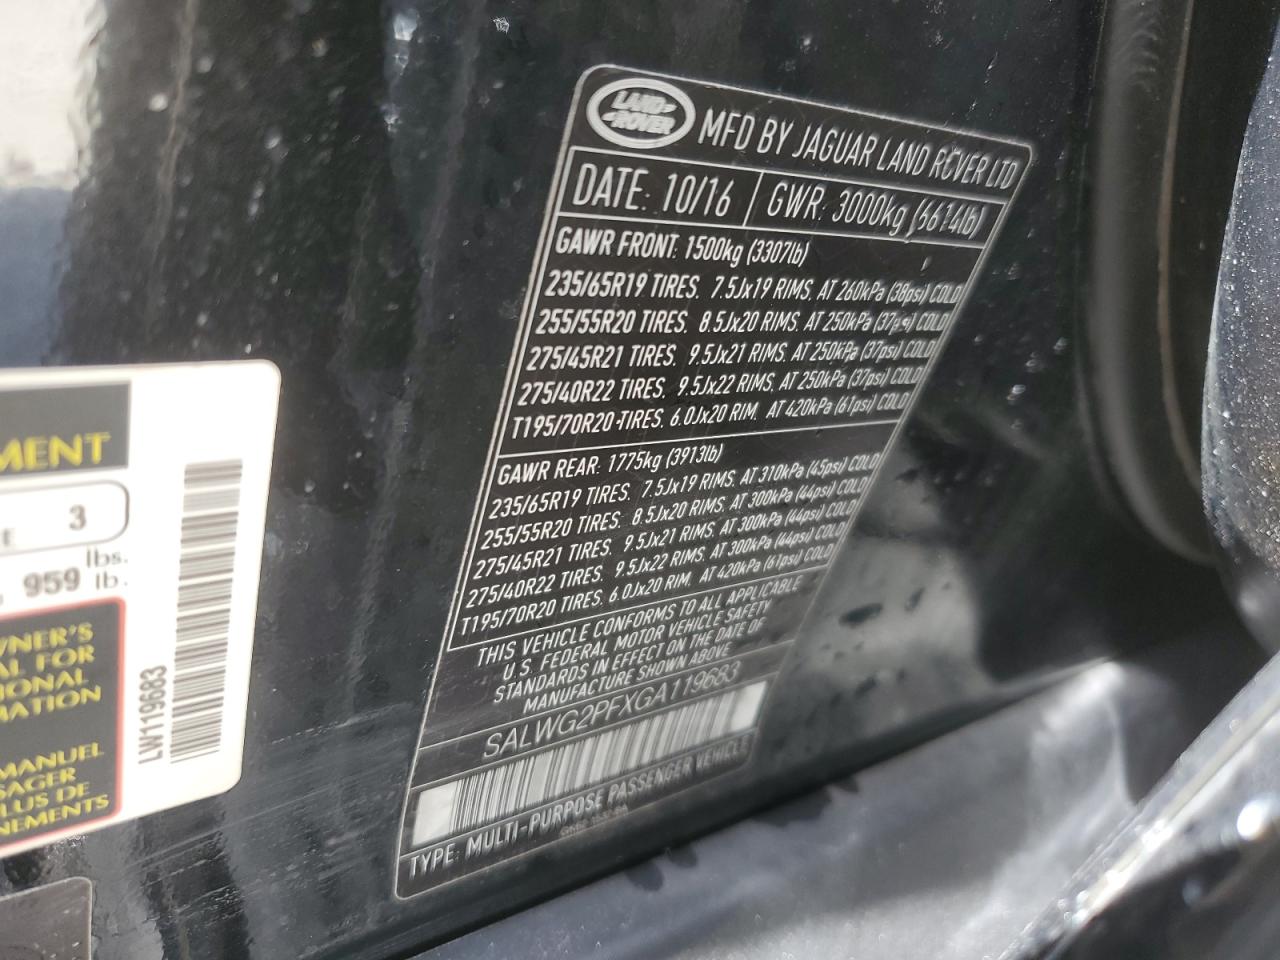 LAND
ROVER
MFD BY JAGUAR LAND ROVER LTD
DATE: 10/16 GWR: 3000kg (6614lb)
GAWR FRONT: 1500kg (3307lb)
235/65R19 TIRES. 7.5Jx19 RIMS. AT 260kPa (38psi) COLD
255/55R20 TIRES. 8.5Jx20 RIMS. AT 250kPa (37psi) COLD
275/45R21 TIRES. 9.5Jx21 RIMS. AT 250kPa (37psi) COLD
275/40R22 TIRES. 9.5Jx22 RIMS. AT 250kPa (37psi) COLD
T195/70R20 TIRES. 6.0Jx20 RIM. AT 420kPa (61psi) COLD
GAWR REAR: 1775kg (3913lb)
235/65R19 TIRES. 7.5Jx19 RIMS. AT 310kPa (45psi) COLD
255/55R20 TIRES. 8.5Jx20 RIMS. AT 300kPa (44psi) COLD
275/45R21 TIRES. 9.5Jx21 RIMS. AT 300kPa (44psi) COLD
275/40R22 TIRES. 9.5Jx22 RIMS. AT 300kPa (44psi) COLD
T195/70R20 TIRES. 6.0Jx20 RIM. AT 420kPa (61psi) COLD
THIS VEHICLE CONFORMS TO ALL APPLICABLE
U.S. FEDERAL MOTOR VEHICLE SAFETY
STANDARDS IN EFFECT ON THE DATE OF
MANUFACTURE SHOWN ABOVE
SALWG2PFXGA119683
TYPE: MULTI-PURPOSE PASSENGER VEHICLE
MENT
E 3
lbs.
959 lb.
WNER'S
AL FOR
IONAL
MATION
MANUEL
SAGER
LUS DE
NEMENTS
LW119683